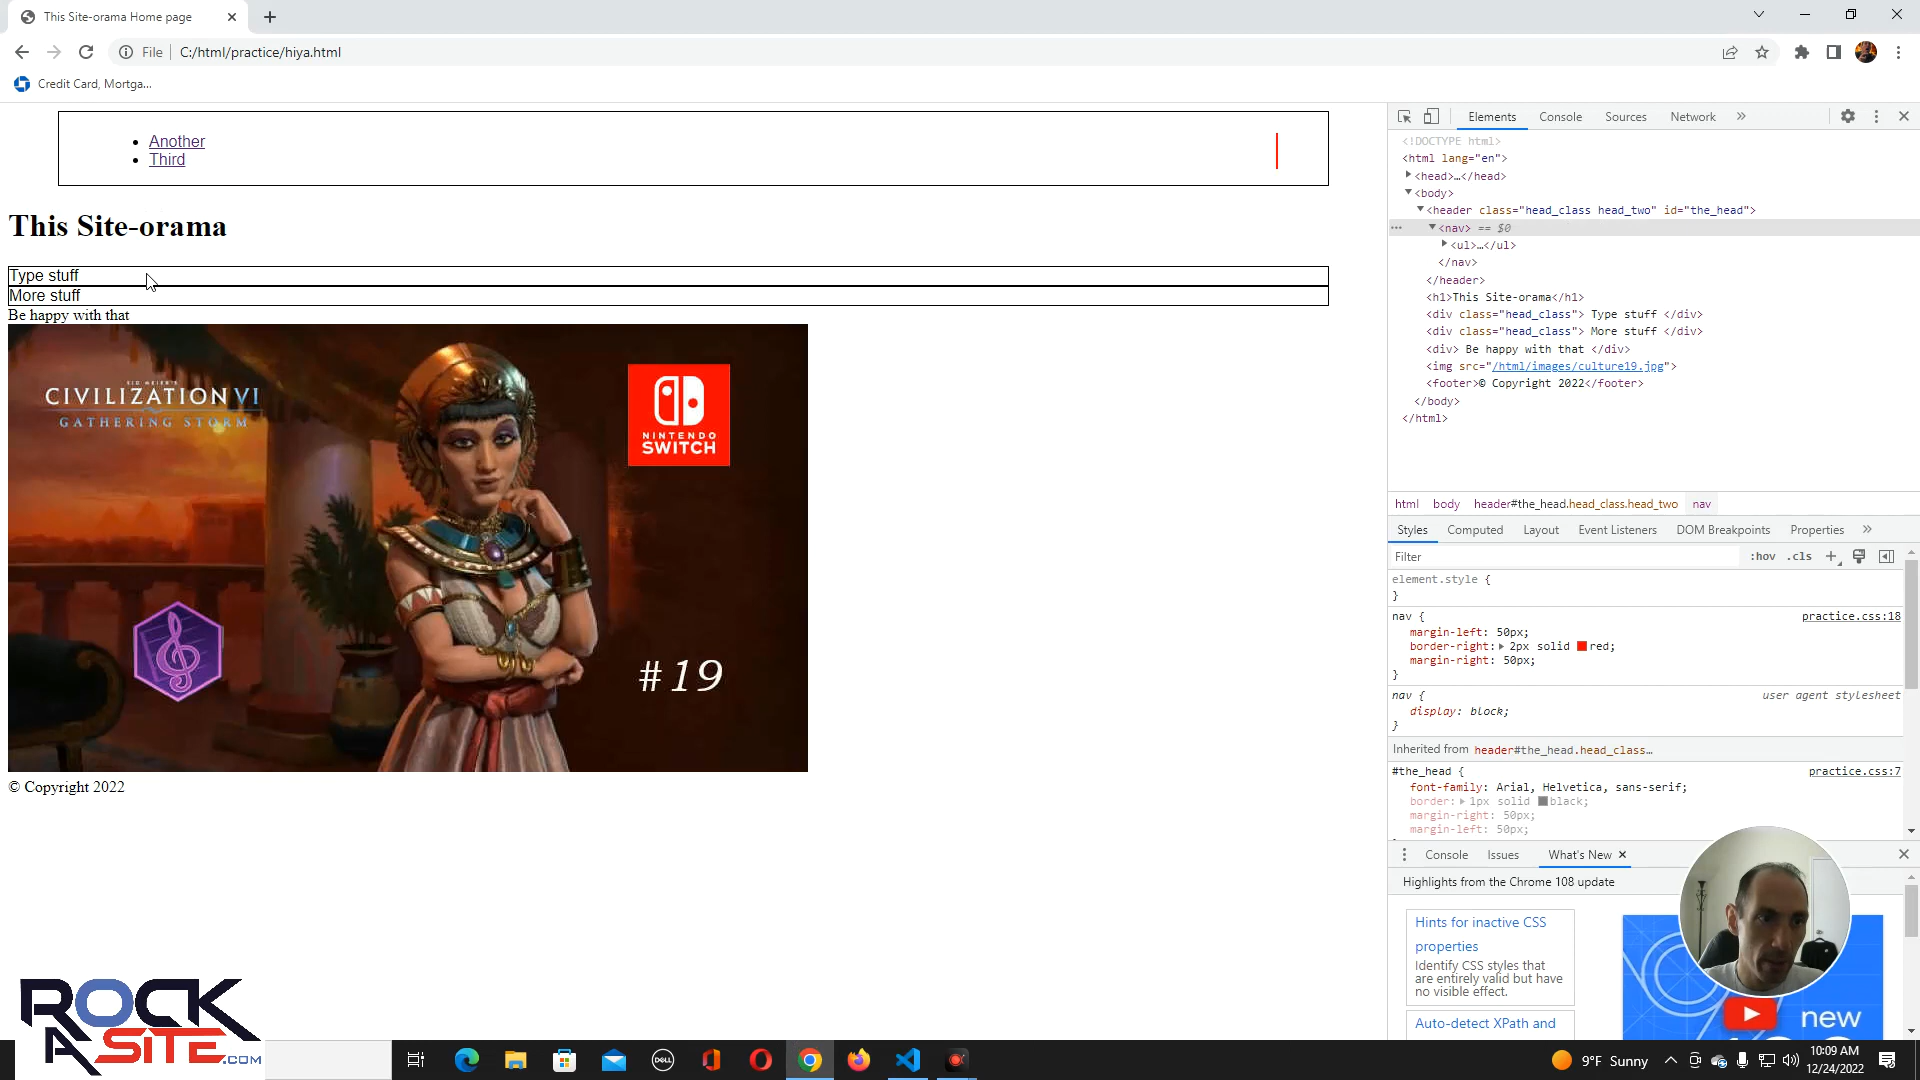 This Site-orama Home page
File
C:/html/practice/hiya.html
Credit Card, Mortga...
Another
Third
This Site-orama
Type stuff
More stuff
Be happy with that
SID MEIER'S
CIVILIZATION VI
GATHERING STORM
NINTENDO
SWITCH
#19
© Copyright 2022
Elements
Console
Sources
Network
<!DOCTYPE html>
<html lang="en">
<head>…</head>
<body>
<header class="head_class head_two" id="the_head">
<nav> == $0
<ul>…</ul>
</nav>
</header>
<h1>This Site-orama</h1>
<div class="head_class"> Type stuff </div>
<div class="head_class"> More stuff </div>
<div> Be happy with that </div>
<img src="/html/images/culture19.jpg">
<footer>© Copyright 2022</footer>
</body>
</html>
html body header#the_head.head_class.head_two nav
Styles Computed Layout Event Listeners DOM Breakpoints Properties
Filter
:hov .cls
element.style {
}
nav { practice.css:18
margin-left: 50px;
border-right: 2px solid red;
margin-right: 50px;
}
nav { user agent stylesheet
display: block;
}
Inherited from header#the_head.head_class…
#the_head { practice.css:7
font-family: Arial, Helvetica, sans-serif;
border: 1px solid black;
margin-right: 50px;
margin-left: 50px;
Console Issues What's New
Highlights from the Chrome 108 update
Hints for inactive CSS
properties
Identify CSS styles that
are entirely valid but have
no visible effect.
Auto-detect XPath and
new
ROCK
A SITE.COM
DELL
9°F Sunny
10:09 AM
12/24/2022